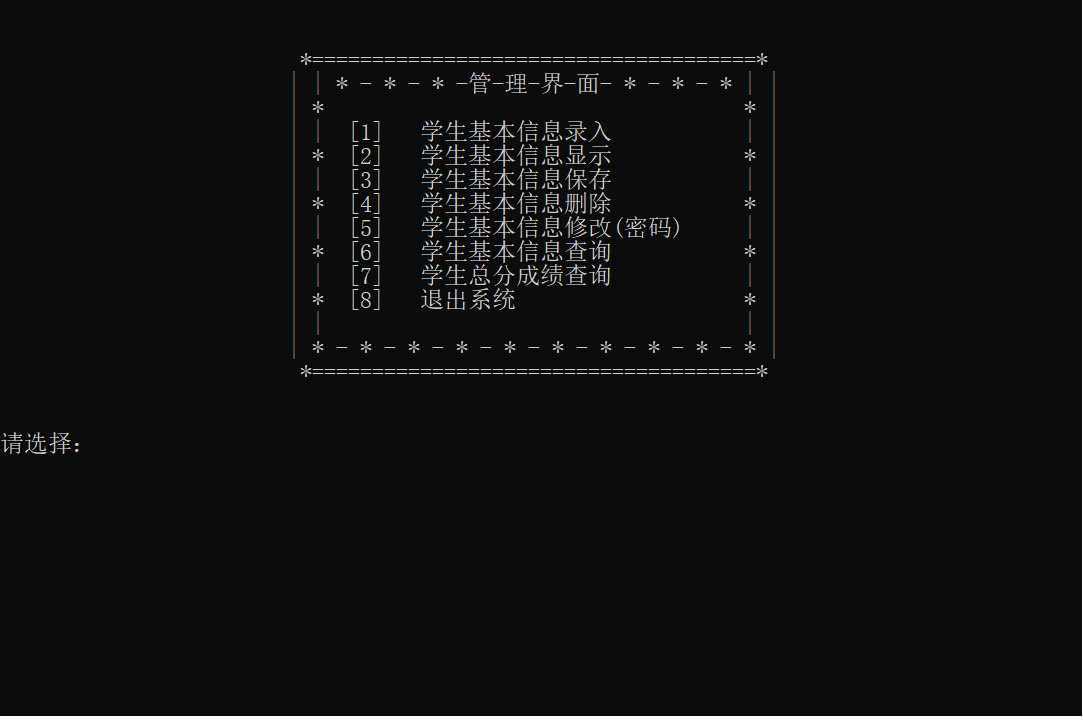 *=====================================*
| | * - * - * -管-理-界-面- * - * - * | |
| * * |
| | [1] 学生基本信息录入 | |
| * [2] 学生基本信息显示 * |
| | [3] 学生基本信息保存 | |
| * [4] 学生基本信息删除 * |
| | [5] 学生基本信息修改(密码) | |
| * [6] 学生基本信息查询 * |
| | [7] 学生总分成绩查询 | |
| * [8] 退出系统 * |
| | | |
| * - * - * - * - * - * - * - * - * - * |
*=====================================*
请选择: